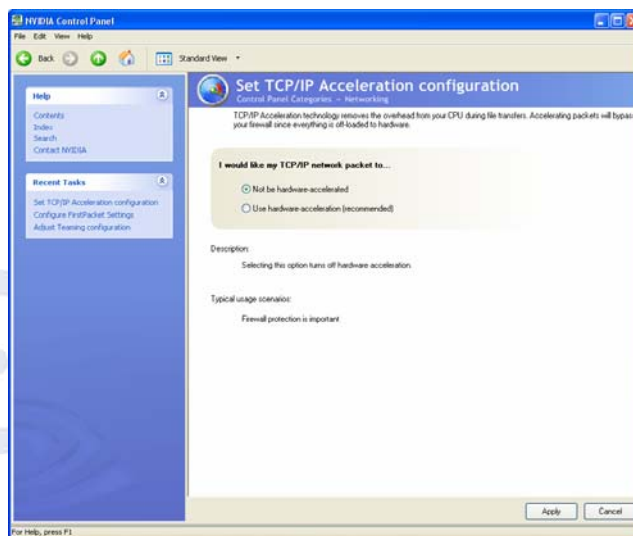 NVIDIA Control Panel
File Edit View Help
Back
Standard View
Help
Contents
Index
Search
Contact NVIDIA
Recent Tasks
Set TCP/IP Acceleration configuration
Configure FirstPacket Settings
Adjust Teaming configuration
Set TCP/IP Acceleration configuration
Control Panel Categories - Networking
TCP/IP Acceleration technology removes the overhead from your CPU during file transfers. Accelerating packets will bypass
your firewall since everything is off-loaded to hardware.
I would like my TCP/IP network packet to...
Not be hardware-accelerated
Use hardware-acceleration (recommended)
Description:
Selecting this option turns off hardware acceleration.
Typical usage scenarios:
Firewall protection is important
Apply Cancel
For Help, press F1